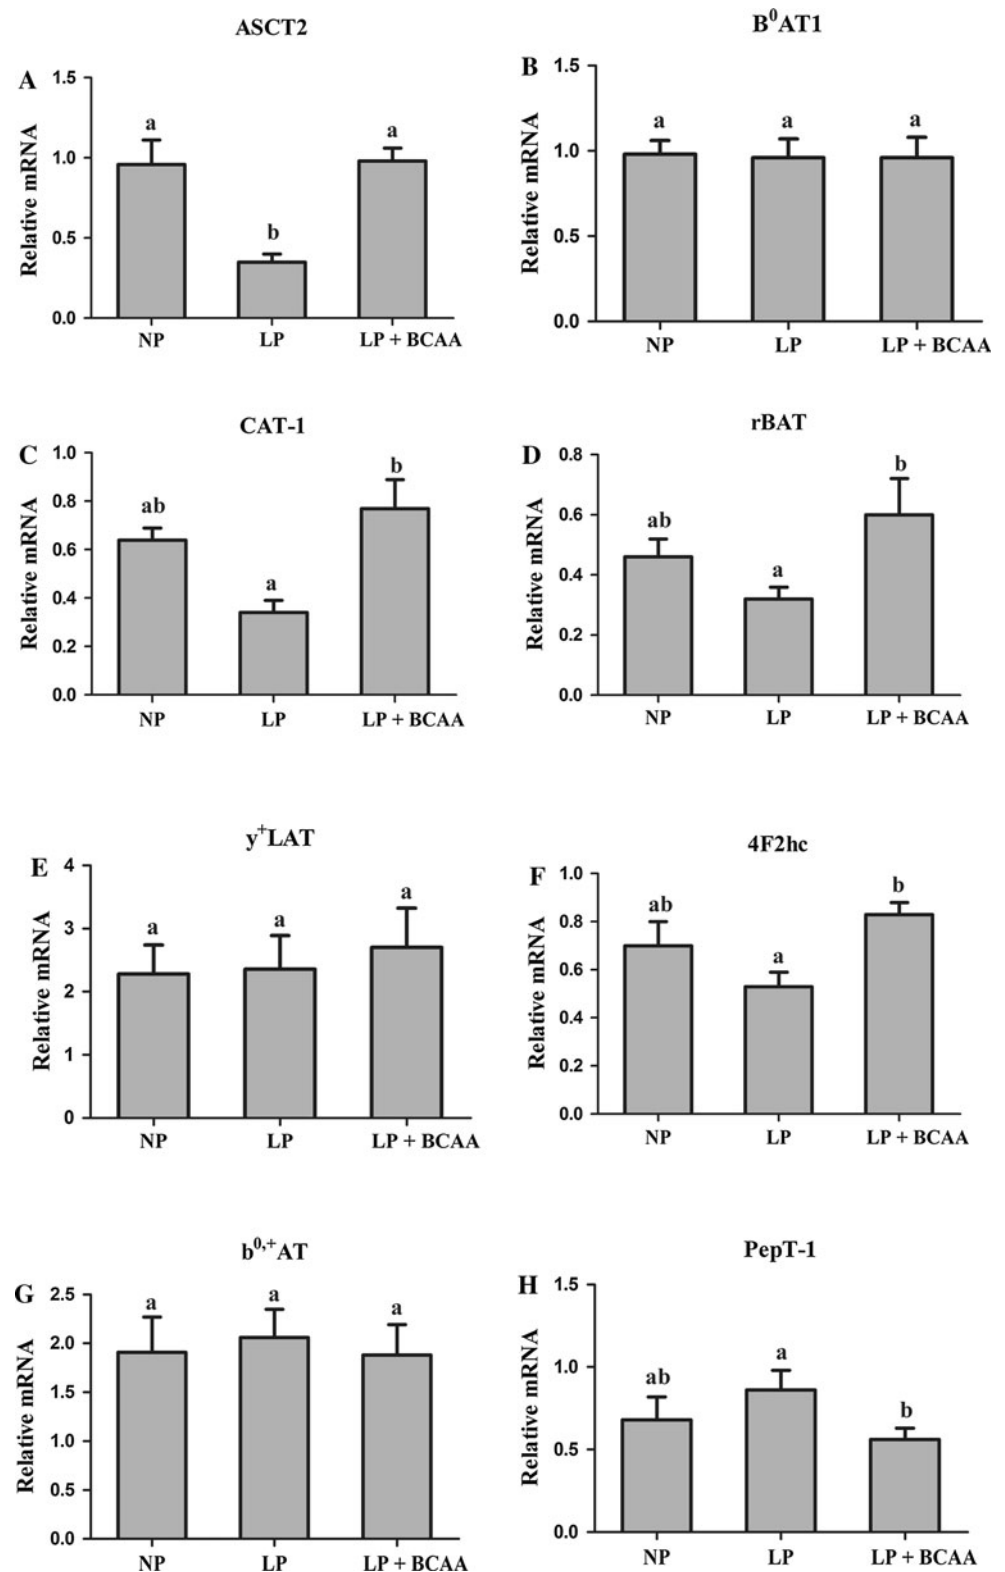 ASCT2
A
Relative mRNA
1.5
1.0
0.5
0.0
a
b
a
NP LP LP + BCAA
B⁰AT1
B
Relative mRNA
1.5
1.0
0.5
0.0
a
a
a
NP LP LP + BCAA
CAT-1
C
Relative mRNA
1.0
0.8
0.6
0.4
0.2
0.0
ab
a
b
NP LP LP + BCAA
rBAT
D
Relative mRNA
0.8
0.6
0.4
0.2
0.0
ab
a
b
NP LP LP + BCAA
y⁺LAT
E
Relative mRNA
4
3
2
1
0
a
a
a
NP LP LP + BCAA
4F2hc
F
Relative mRNA
1.0
0.8
0.6
0.4
0.2
0.0
ab
a
b
NP LP LP + BCAA
b⁰,⁺AT
G
Relative mRNA
2.5
2.0
1.5
1.0
0.5
0.0
a
a
a
NP LP LP + BCAA
PepT-1
H
Relative mRNA
1.5
1.0
0.5
0.0
ab
a
b
NP LP LP + BCAA